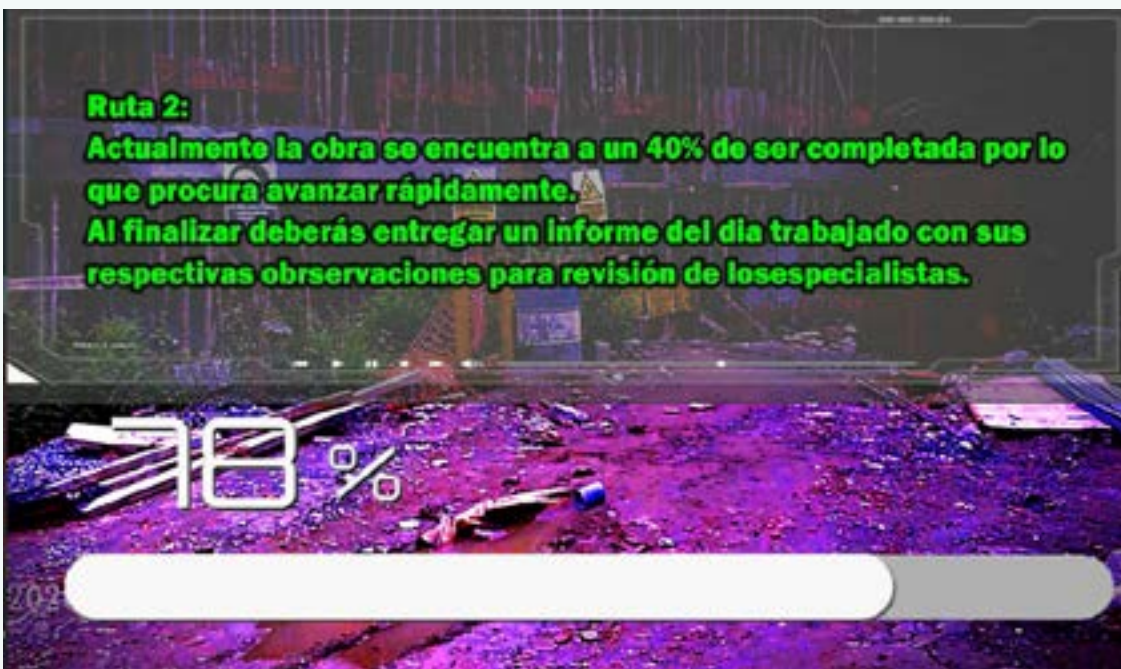 Ruta 2:
Actualmente la obra se encuentra a un 40% de ser completada por lo
que procura avanzar rápidamente.
Al finalizar deberás entregar un informe del dia trabajado con sus
respectivas obrservaciones para revisión de losespecialistas.
78 %
202